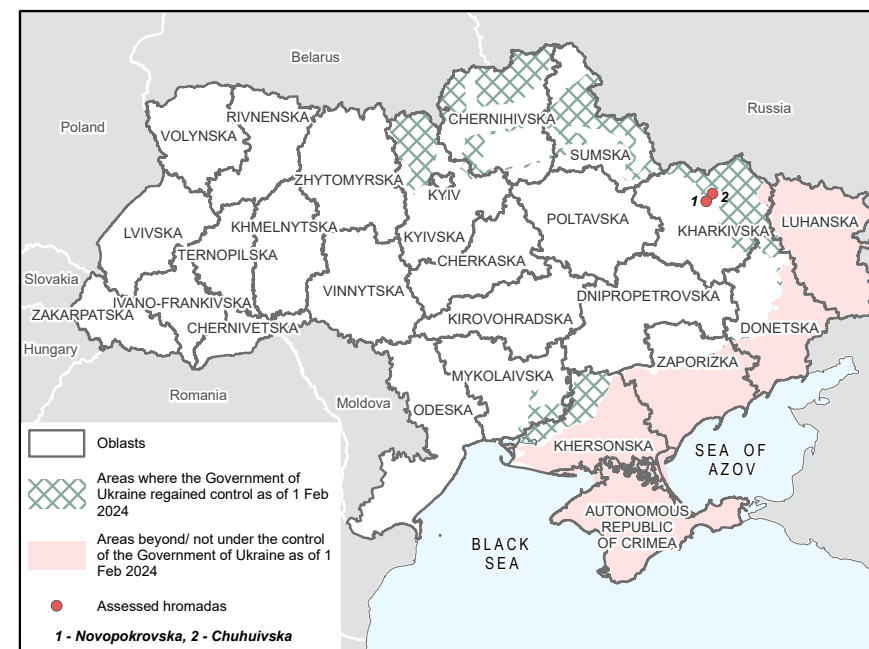 Belarus
Poland
Russia
RIVNENSKA
VOLYNSKA
CHERNIHIVSKA
SUMSKA
ZHYTOMYRSKA
KYIV
1
2
LVIVSKA
KHMELNYTSKA
POLTAVSKA
LUHANSKA
KYIVSKA
KHARKIVSKA
TERNOPILSKA
CHERKASKA
Slovakia
VINNYTSKA
DNIPROPETROVSKA
ZAKARPATSKA
IVANO-FRANKIVSKA
CHERNIVETSKA
KIROVOHRADSKA
DONETSKA
Hungary
ZAPORIZKA
MYKOLAIVSKA
Romania
Moldova
ODESKA
KHERSONSKA
SEA OF
AZOV
AUTONOMOUS
REPUBLIC
OF CRIMEA
BLACK
SEA
Oblasts
Areas where the Government of
Ukraine regained control as of 1 Feb
2024
Areas beyond/ not under the control
of the Government of Ukraine as of 1
Feb 2024
Assessed hromadas
1 - Novopokrovska, 2 - Chuhuivska